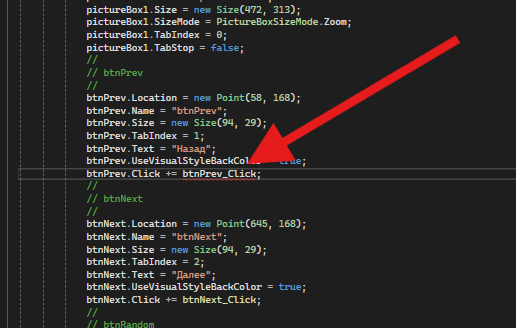 pictureBox1.Size = new Size(472, 313);
pictureBox1.SizeMode = PictureBoxSizeMode.Zoom;
pictureBox1.TabIndex = 0;
pictureBox1.TabStop = false;
//
// btnPrev
//
btnPrev.Location = new Point(58, 168);
btnPrev.Name = "btnPrev";
btnPrev.Size = new Size(94, 29);
btnPrev.TabIndex = 1;
btnPrev.Text = "Назад";
btnPrev.UseVisualStyleBackColor = true;
btnPrev.Click += btnPrev_Click;
//
// btnNext
//
btnNext.Location = new Point(645, 168);
btnNext.Name = "btnNext";
btnNext.Size = new Size(94, 29);
btnNext.TabIndex = 2;
btnNext.Text = "Далее";
btnNext.UseVisualStyleBackColor = true;
btnNext.Click += btnNext_Click;
//
// btnRandom